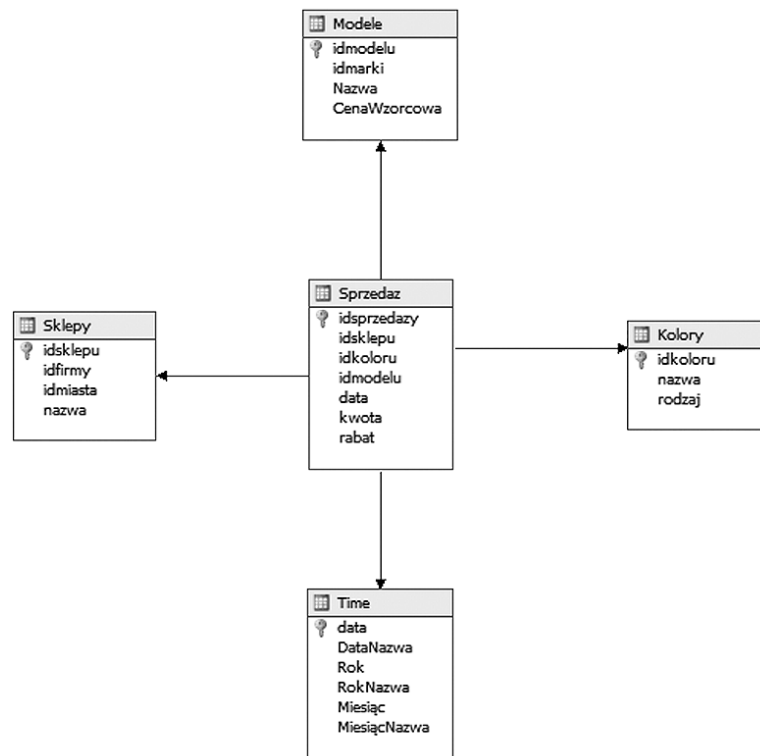 Modele
idmodelu
idmarki
Nazwa
CenaWzorcowa
Sprzedaz
idsprzedazy
idsklepu
idkoloru
idmodelu
data
kwota
rabat
Sklepy
idsklepu
idfirmy
idmiasta
nazwa
Kolory
idkoloru
nazwa
rodzaj
Time
data
DataNazwa
Rok
RokNazwa
Miesiąc
MiesiącNazwa